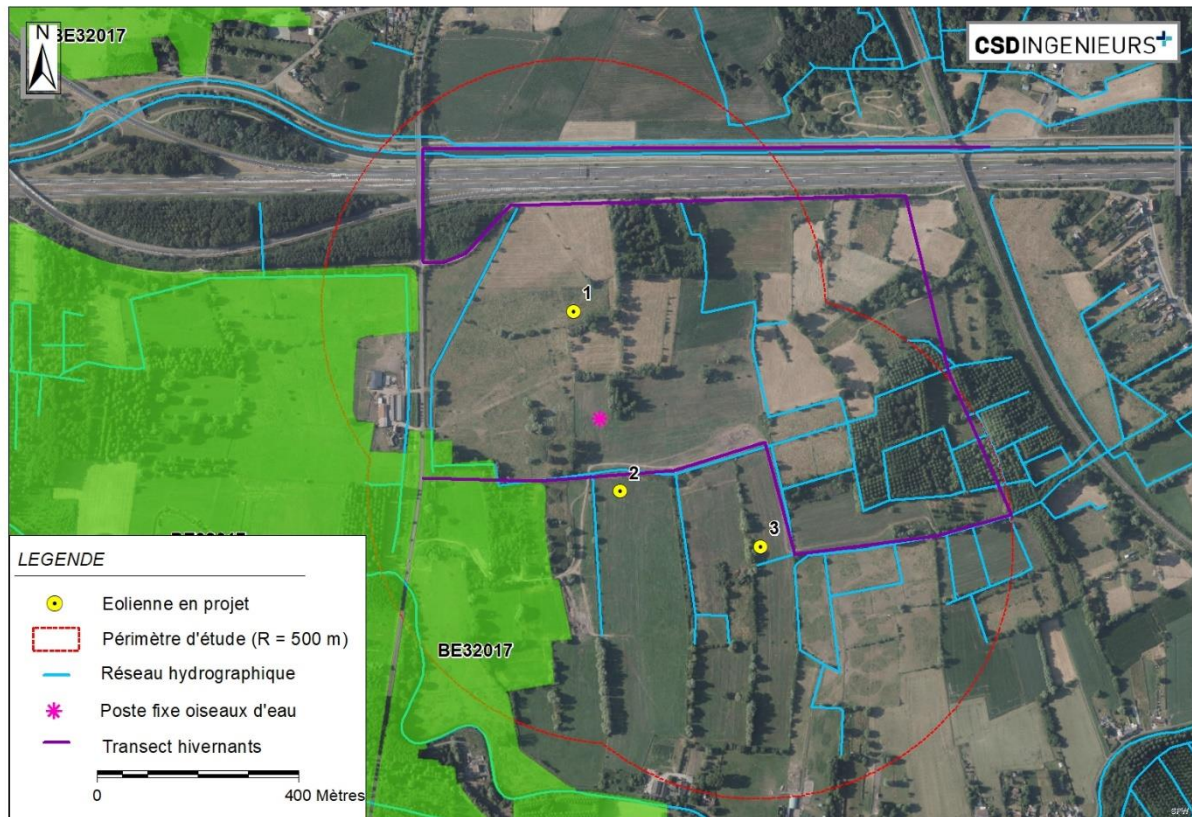 N
BE32017
CSDINGENIEURS+
1
2
3
BE32017
LEGENDE
Eolienne en projet
Périmètre d'étude (R = 500 m)
Réseau hydrographique
Poste fixe oiseaux d'eau
Transect hivernants
0 400 Mètres
SPW